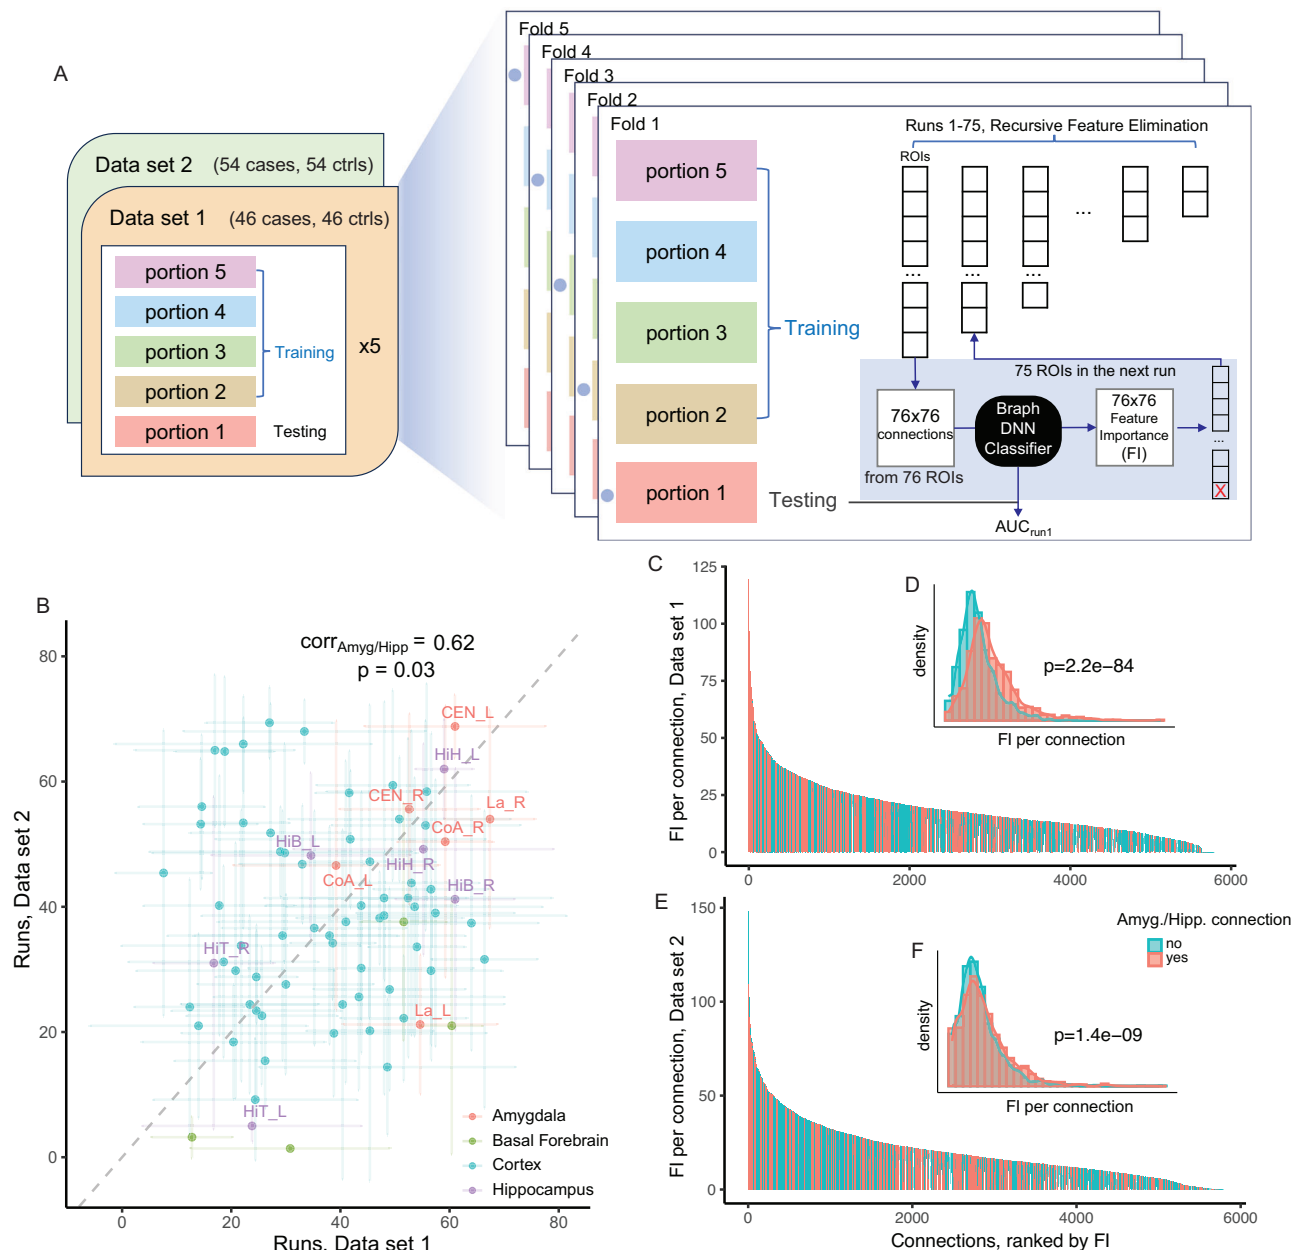 A
Data set 2 (54 cases, 54 ctrls)
Data set 1 (46 cases, 46 ctrls)
portion 5
portion 4
portion 3
portion 2
portion 1
Training
Testing
x5
Fold 5
Fold 4
Fold 3
Fold 2
Fold 1
portion 5
portion 4
portion 3
portion 2
portion 1
Training
Testing
Runs 1-75, Recursive Feature Elimination
ROIs
...
... ...
...
75 ROIs in the next run
76x76
connections
from 76 ROIs
Braph
DNN
Classifier
76x76
Feature
Importance
(FI)
...
X
AUCrun1
B
corrAmyg/Hipp = 0.62
p = 0.03
Runs, Data set 2
80
60
40
20
0
CEN_L
HiH_L
CEN_R
La_R
CoA_R
HiB_L
HiH_R
CoA_L
HiB_R
HiT_R
La_L
HiT_L
Amygdala
Basal Forebrain
Cortex
Hippocampus
0 20 40 60 80
Runs, Data set 1
C
FI per connection, Data set 1
125
100
75
50
25
0
0 2000 4000 6000
D
density
p=2.2e−84
FI per connection
E
FI per connection, Data set 2
150
100
50
0
0 2000 4000 6000
Connections, ranked by FI
Amyg./Hipp. connection
no
yes
F
density
p=1.4e−09
FI per connection